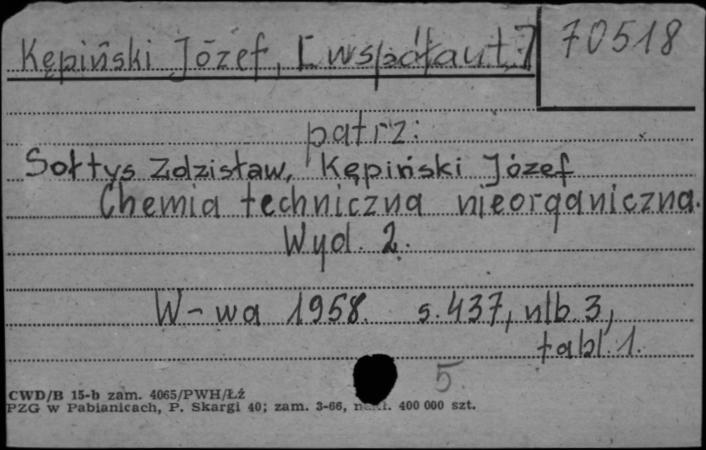 Kępiński Józef, [współaut.]
70518
patrz:
Sołtys Zdzisław, Kępiński Józef
Chemia techniczna nieorganiczna.
Wyd. 2.
W-wa 1958. s. 437, nlb 3,
tabl. 1.
5.
CWD/B 15-b zam. 4065/PWH/Łź
PZG w Pabianicach, P. Skargi 40; zam. 3-66, 400 000 szt.